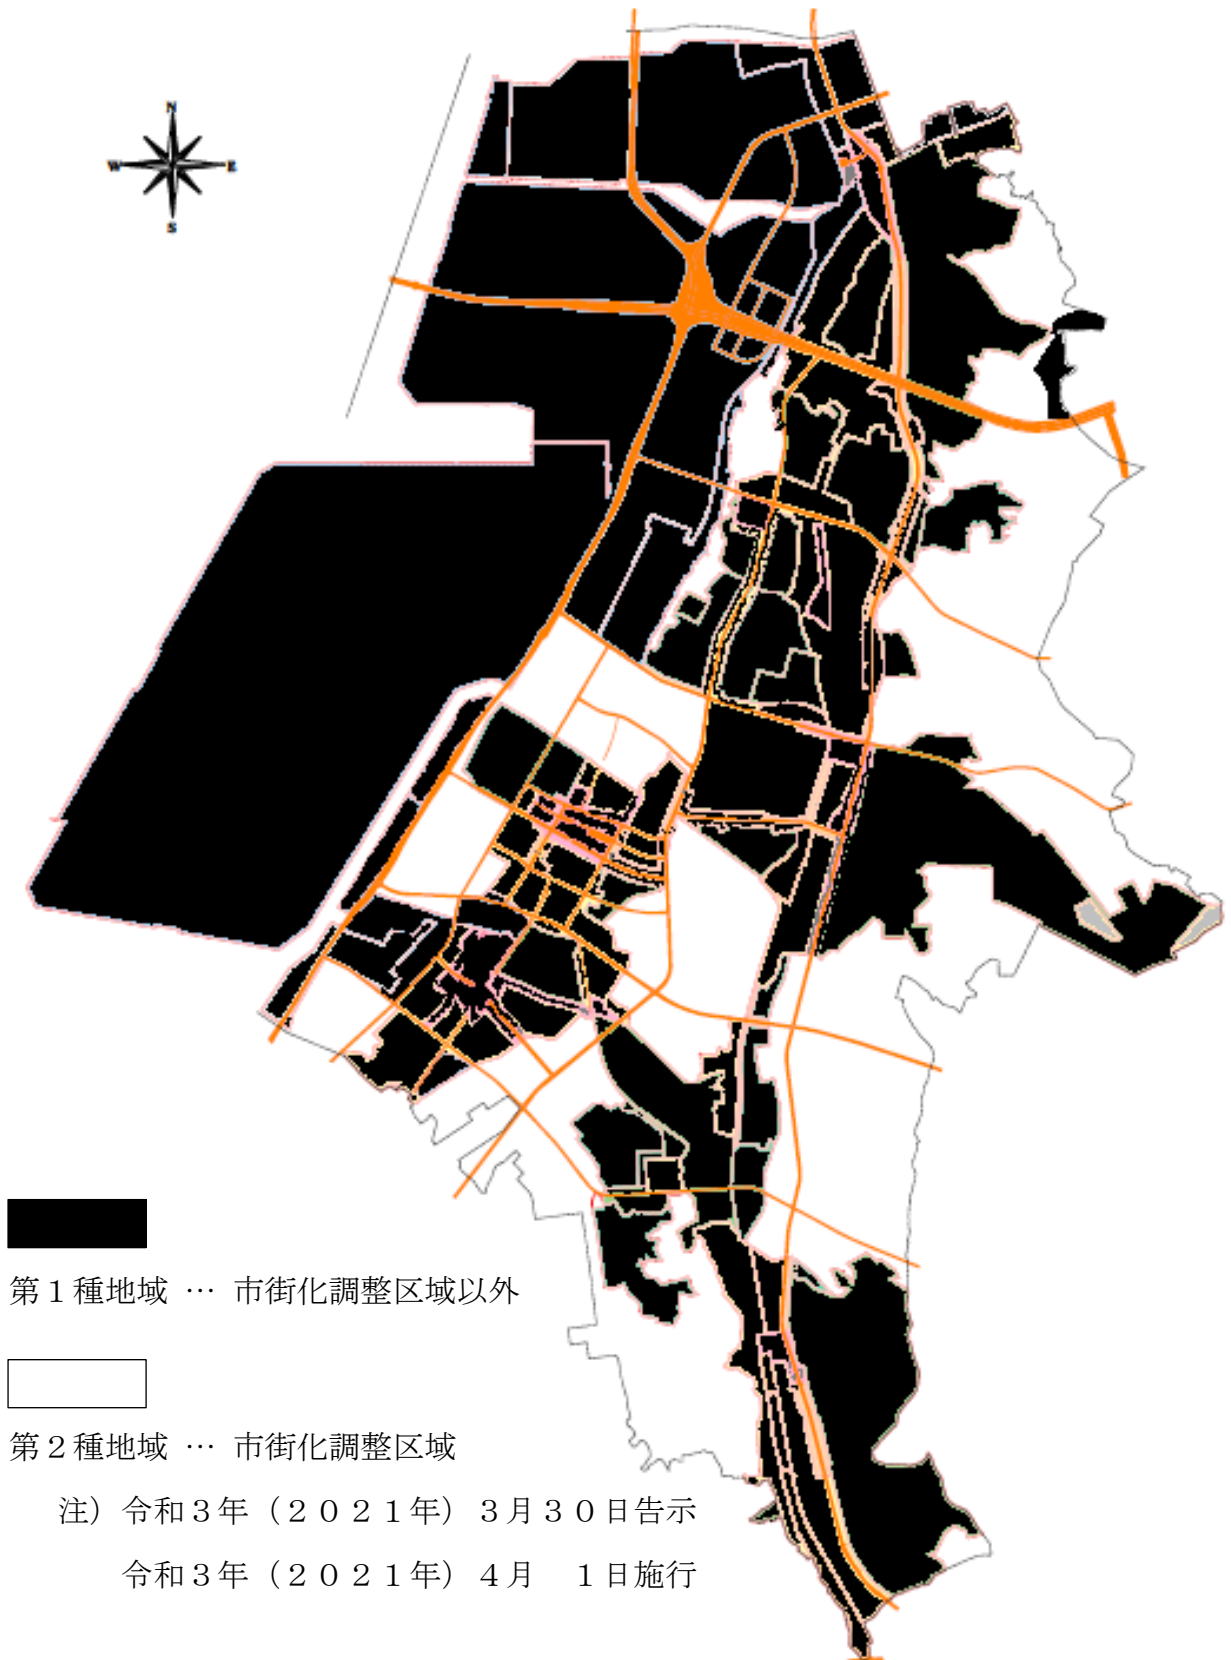 N
W E
S
第１種地域 … 市街化調整区域以外
第２種地域 … 市街化調整区域
注）令和３年（２０２１年）３月３０日告示
令和３年（２０２１年）４月　１日施行